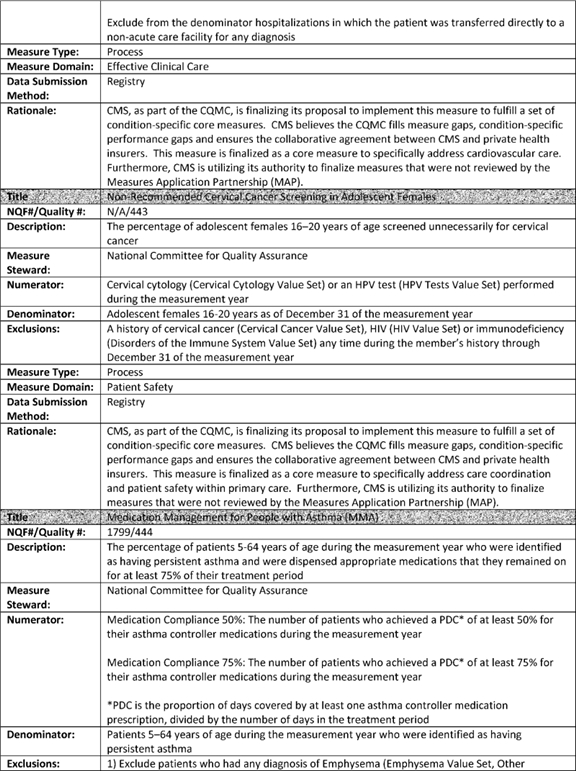 Exclude from the denominator hospitalizations in which the patient was transferred directly to a
non-acute care facility for any diagnosis
Measure Type: Process
Measure Domain: Effective Clinical Care
Data Submission Registry
Method:
Rationale: CMS, as part of the CQMC, is finalizing its proposal to implement this measure to fulfill a set of
condition-specific core measures.  CMS believes the CQMC fills measure gaps, condition-specific
performance gaps and ensures the collaborative agreement between CMS and private health
insurers.  This measure is finalized as a core measure to specifically address cardiovascular care.
Furthermore, CMS is utilizing its authority to finalize measures that were not reviewed by the
Measures Application Partnership (MAP).
Title Non-Recommended Cervical Cancer Screening in Adolescent Females
NQF#/Quality #: N/A/443
Description: The percentage of adolescent females 16–20 years of age screened unnecessarily for cervical
cancer
Measure National Committee for Quality Assurance
Steward:
Numerator: Cervical cytology (Cervical Cytology Value Set) or an HPV test (HPV Tests Value Set) performed
during the measurement year
Denominator: Adolescent females 16-20 years as of December 31 of the measurement year
Exclusions: A history of cervical cancer (Cervical Cancer Value Set), HIV (HIV Value Set) or immunodeficiency
(Disorders of the Immune System Value Set) any time during the member's history through
December 31 of the measurement year
Measure Type: Process
Measure Domain: Patient Safety
Data Submission Registry
Method:
Rationale: CMS, as part of the CQMC, is finalizing its proposal to implement this measure to fulfill a set of
condition-specific core measures.  CMS believes the CQMC fills measure gaps, condition-specific
performance gaps and ensures the collaborative agreement between CMS and private health
insurers.  This measure is finalized as a core measure to specifically address care coordination
and patient safety within primary care.  Furthermore, CMS is utilizing its authority to finalize
measures that were not reviewed by the Measures Application Partnership (MAP).
Title Medication Management for People with Asthma (MMA)
NQF#/Quality #: 1799/444
Description: The percentage of patients 5-64 years of age during the measurement year who were identified
as having persistent asthma and were dispensed appropriate medications that they remained on
for at least 75% of their treatment period
Measure National Committee for Quality Assurance
Steward:
Numerator: Medication Compliance 50%: The number of patients who achieved a PDC* of at least 50% for
their asthma controller medications during the measurement year
Medication Compliance 75%: The number of patients who achieved a PDC* of at least 75% for
their asthma controller medications during the measurement year
*PDC is the proportion of days covered by at least one asthma controller medication
prescription, divided by the number of days in the treatment period
Denominator: Patients 5–64 years of age during the measurement year who were identified as having
persistent asthma
Exclusions: 1) Exclude patients who had any diagnosis of Emphysema (Emphysema Value Set, Other